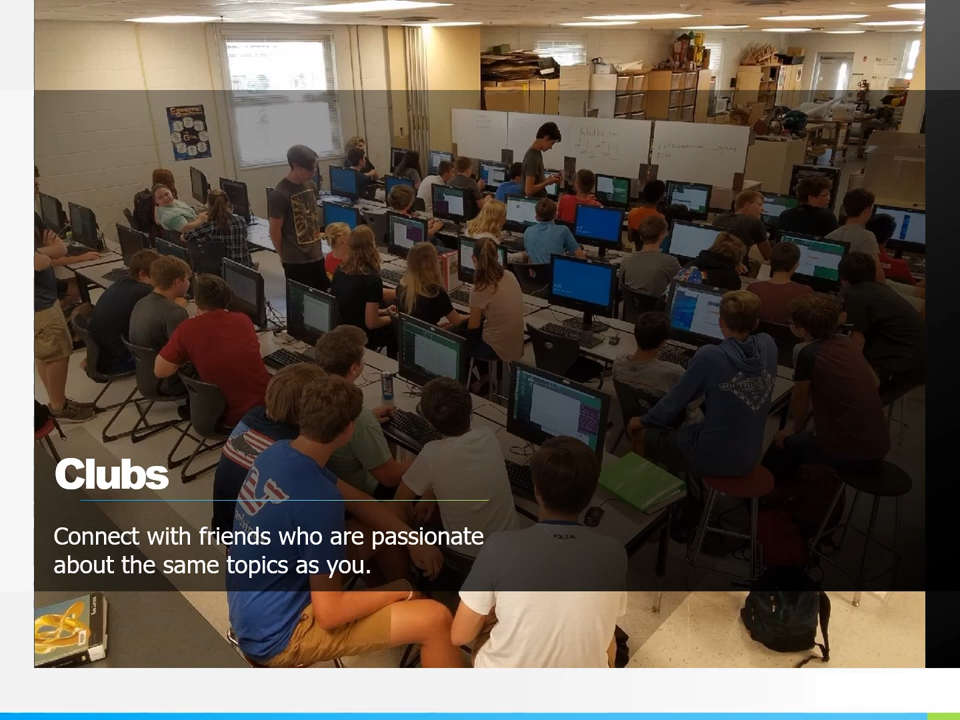 Clubs
Connect with friends who are passionate
about the same topics as you.